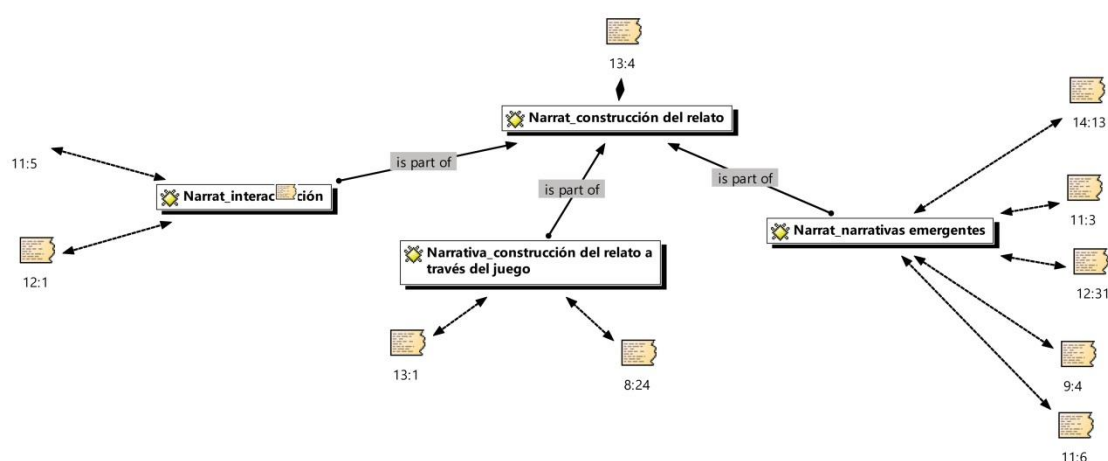 13:4
Narrat_construcción del relato
14:13
11:5
is part of
is part of
is part of
Narrat_interac ción
11:3
Narrat_narrativas emergentes
12:1
Narrativa_construcción del relato a
través del juego
12:31
13:1
8:24
9:4
11:6